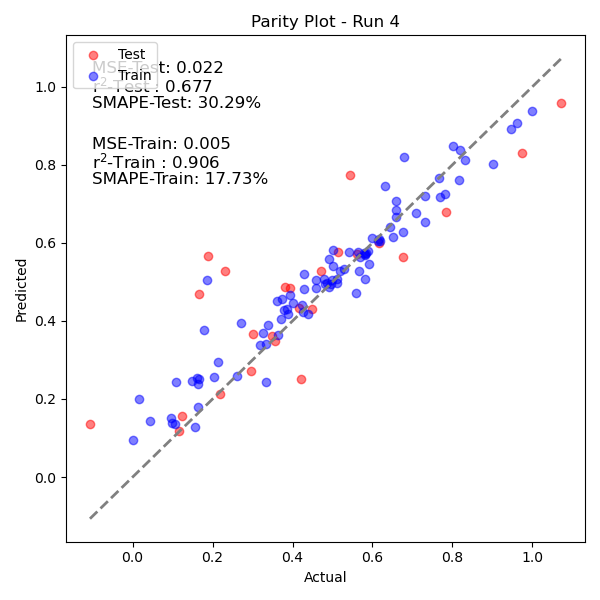 Parity Plot - Run 4
Test
Train
MSE-Test: 0.022
r²-Test : 0.677
SMAPE-Test: 30.29%
MSE-Train: 0.005
r²-Train : 0.906
SMAPE-Train: 17.73%
1.0
0.8
0.6
0.4
0.2
0.0
Predicted
0.0 0.2 0.4 0.6 0.8 1.0
Actual